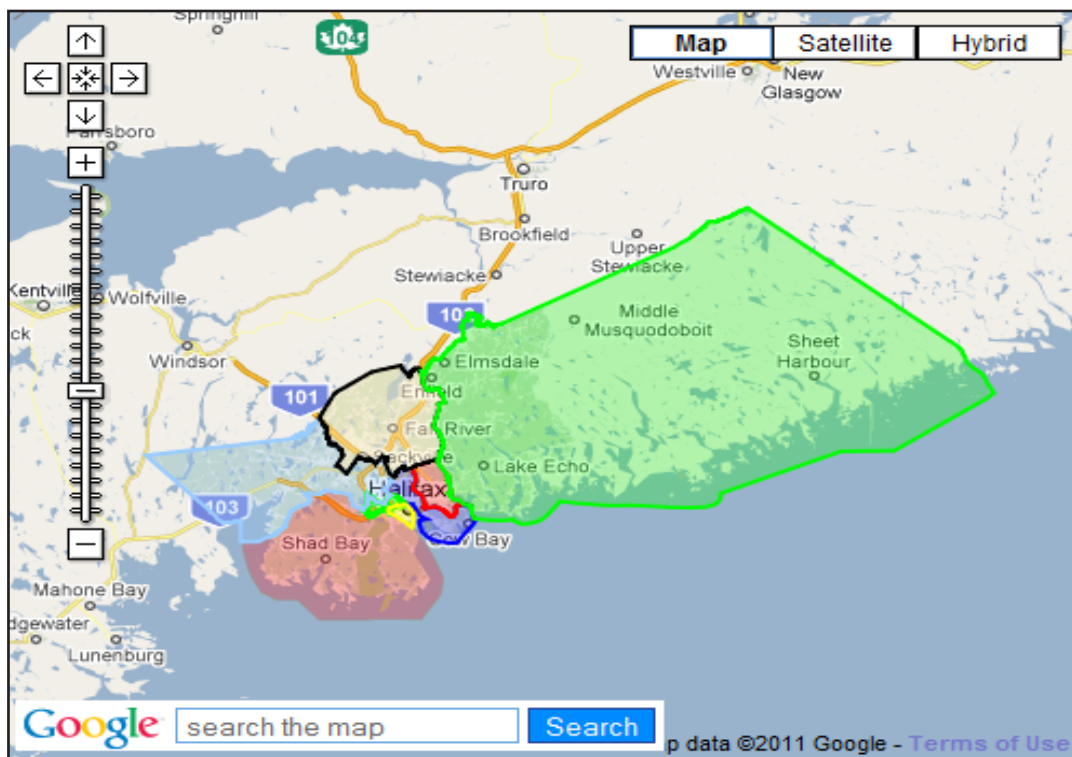 Springhill
104
Map Satellite Hybrid
Westville
New
Glasgow
Parrsboro
Truro
Brookfield
Upper
Stewiacke
Stewiacke
Kentville
Wolfville
102
Middle
Musquodoboit
Windsor
Sheet
Harbour
Elmsdale
Enfield
101
Fall River
Sackville
Lake Echo
Halifax
103
Cow Bay
Shad Bay
Mahone Bay
dgewater
Lunenburg
Google search the map Search
p data ©2011 Google - Terms of Use